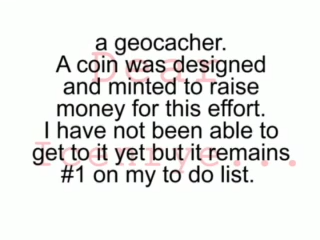 a geocacher.
A coin was designed
and minted to raise
money for this effort.
I have not been able to
get to it yet but it remains
#1 on my to do list.
Dear